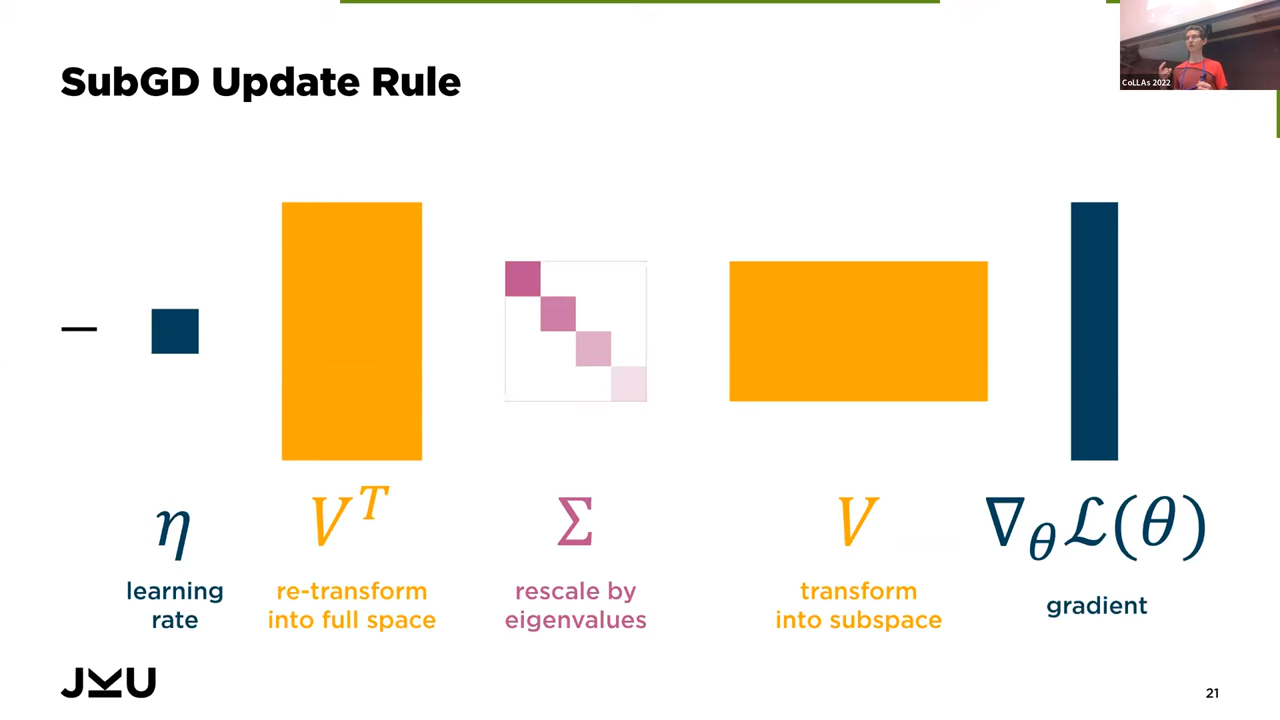 SubGD Update Rule
CoLLAs 2022
−
η
V^T
Σ
V
∇_θ ℒ(θ)
learning
rate
re-transform
into full space
rescale by
eigenvalues
transform
into subspace
gradient
JKU
21